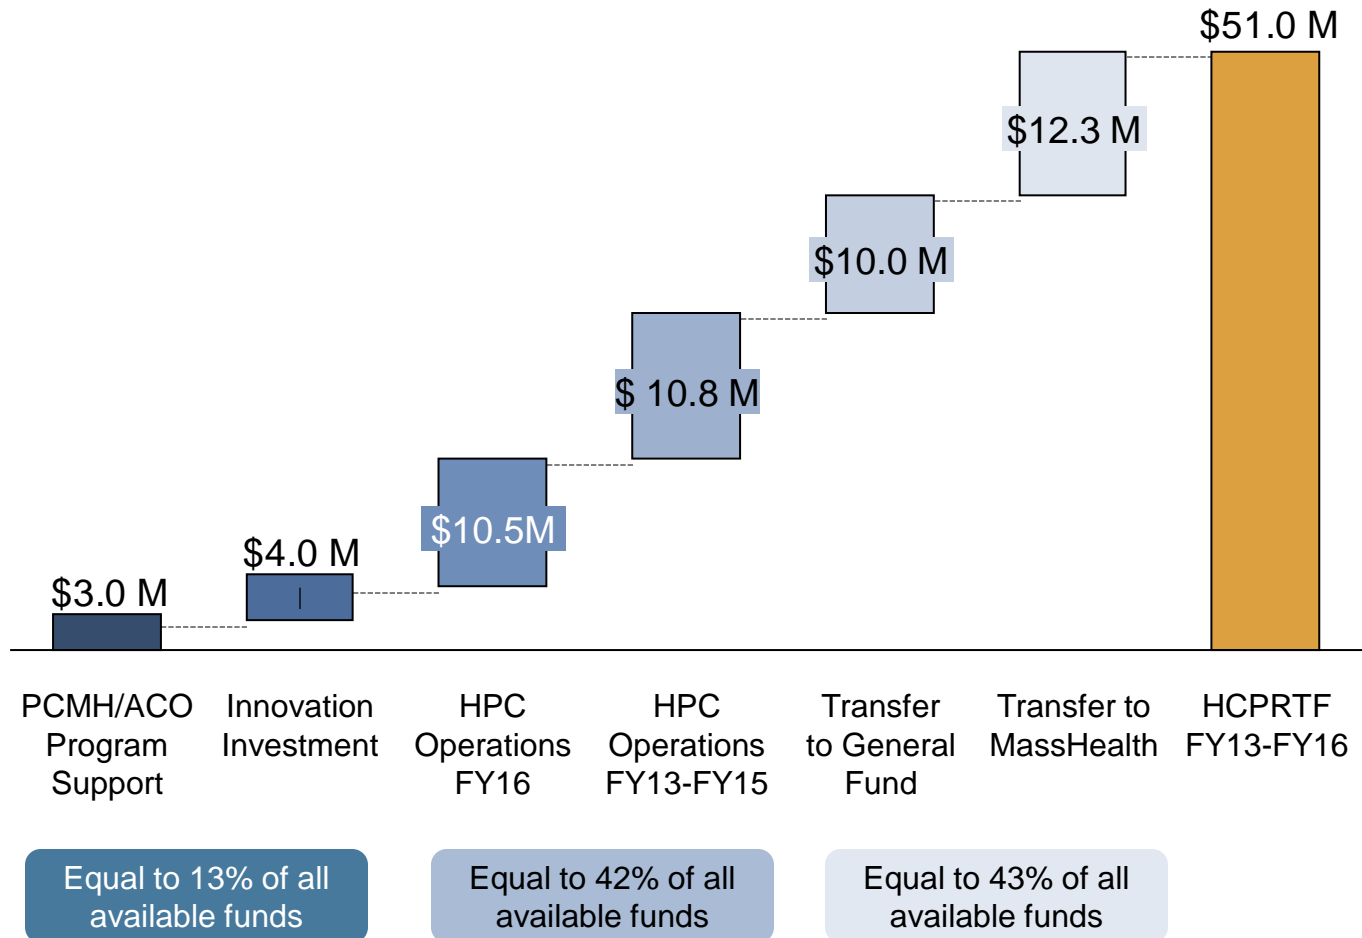 $51.0 M
$12.3 M
$10.0 M
$ 10.8 M
$10.5M
$4.0 M
$3.0 M
PCMH/ACO
Program
Support
Innovation
Investment
HPC
Operations
FY16
HPC
Operations
FY13-FY15
Transfer
to General
Fund
Transfer to
MassHealth
HCPRTF
FY13-FY16
Equal to 13% of all
available funds
Equal to 42% of all
available funds
Equal to 43% of all
available funds